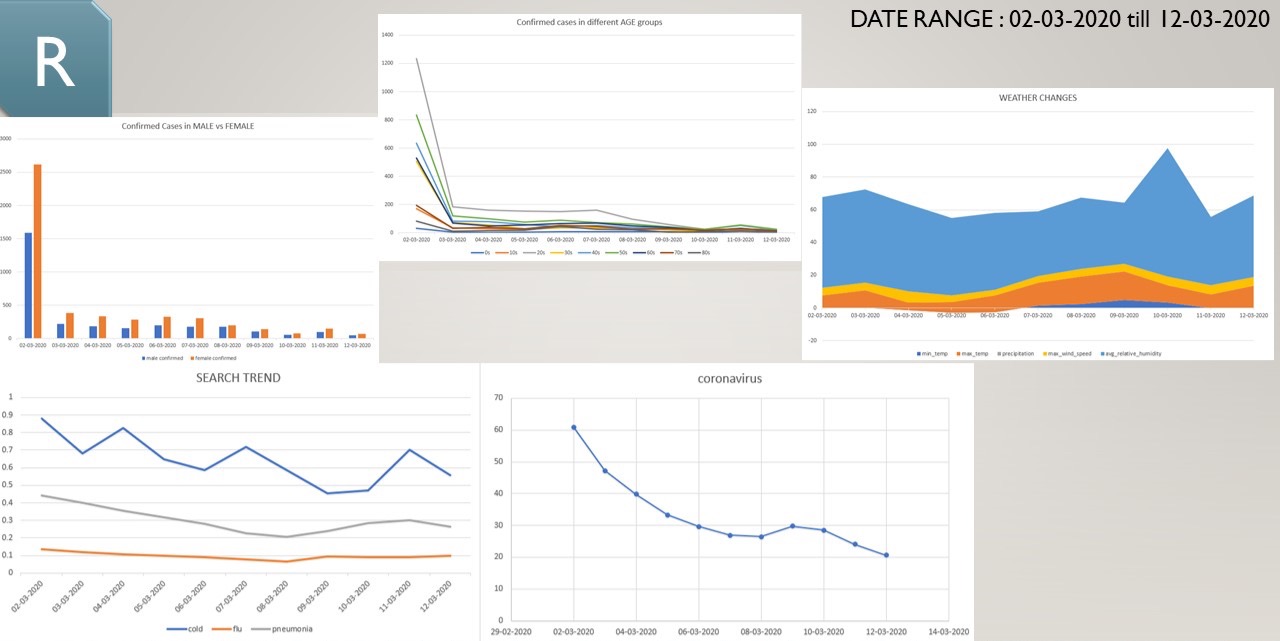 R
DATE RANGE : 02-03-2020 till 12-03-2020
Confirmed Cases in MALE vs FEMALE
3000
2500
2000
1500
1000
500
0
02-03-2020 03-03-2020 04-03-2020 05-03-2020 06-03-2020 07-03-2020 08-03-2020 09-03-2020 10-03-2020 11-03-2020 12-03-2020
male confirmed female confirmed
Confirmed cases in different AGE groups
1400
1200
1000
800
600
400
200
0
02-03-2020 03-03-2020 04-03-2020 05-03-2020 06-03-2020 07-03-2020 08-03-2020 09-03-2020 10-03-2020 11-03-2020 12-03-2020
0s 10s 20s 30s 40s 50s 60s 70s 80s
WEATHER CHANGES
120
100
80
60
40
20
0
-20
02-03-2020 03-03-2020 04-03-2020 05-03-2020 06-03-2020 07-03-2020 08-03-2020 09-03-2020 10-03-2020 11-03-2020 12-03-2020
min_temp max_temp precipitation max_wind_speed avg_relative_humidity
SEARCH TREND
1
0.9
0.8
0.7
0.6
0.5
0.4
0.3
0.2
0.1
0
02-03-2020 03-03-2020 04-03-2020 05-03-2020 06-03-2020 07-03-2020 08-03-2020 09-03-2020 10-03-2020 11-03-2020 12-03-2020
cold flu pneumonia
coronavirus
70
60
50
40
30
20
10
0
29-02-2020 02-03-2020 04-03-2020 06-03-2020 08-03-2020 10-03-2020 12-03-2020 14-03-2020